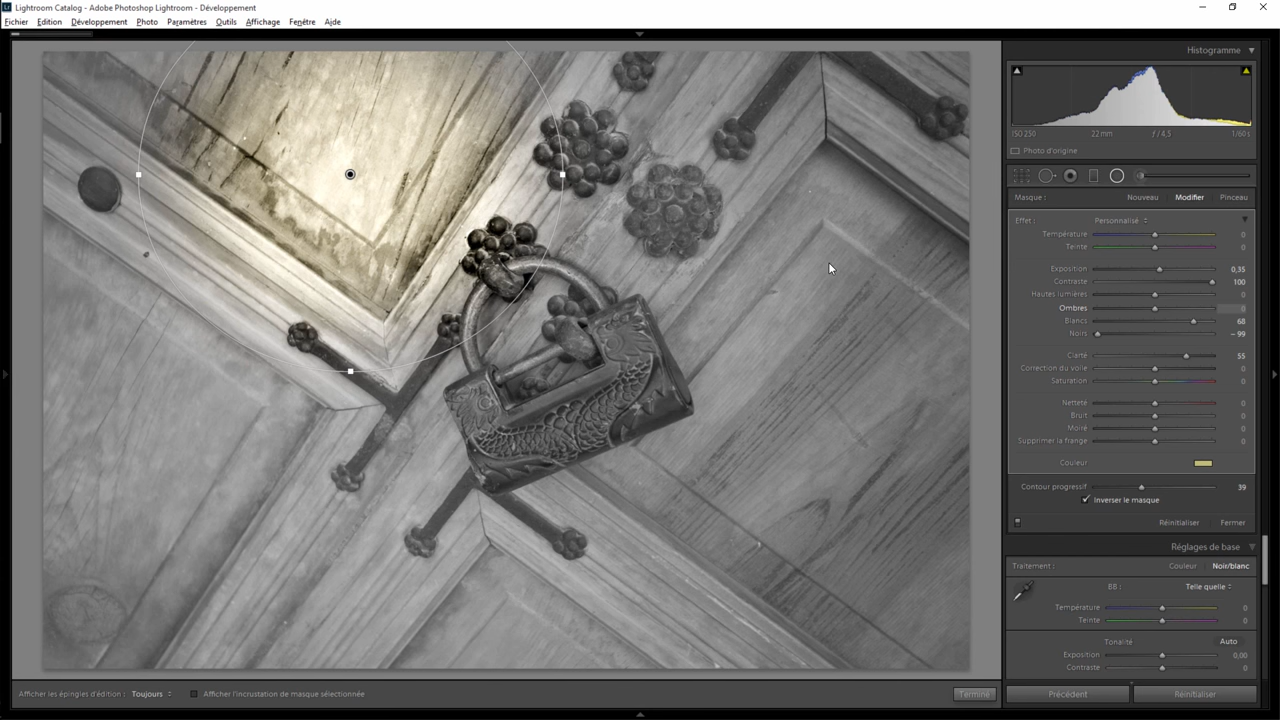 Lightroom Catalog - Adobe Photoshop Lightroom - Développement
Fichier Edition Développement Photo Paramètres Outils Affichage Fenêtre Aide
Histogramme
ISO 250 22 mm ƒ / 4,5 1/60 s
Photo d'origine
Masque : Nouveau Modifier Pinceau
Effet : Personnalisé
Température 0
Teinte 0
Exposition 0,35
Contraste 100
Hautes lumières 0
Ombres 0
Blancs 68
Noirs – 99
Clarté 55
Correction du voile 0
Saturation 0
Netteté 0
Bruit 0
Moiré 0
Supprimer la frange 0
Couleur
Contour progressif 39
Inverser le masque
Réinitialiser Fermer
Réglages de base
Traitement : Couleur Noir/blanc
BB : Telle quelle
Température 0
Teinte 0
Tonalité Auto
Exposition 0,00
Contraste 0
Afficher les épingles d'édition : Toujours Afficher l'incrustation de masque sélectionnée Terminé
Précédent Réinitialiser